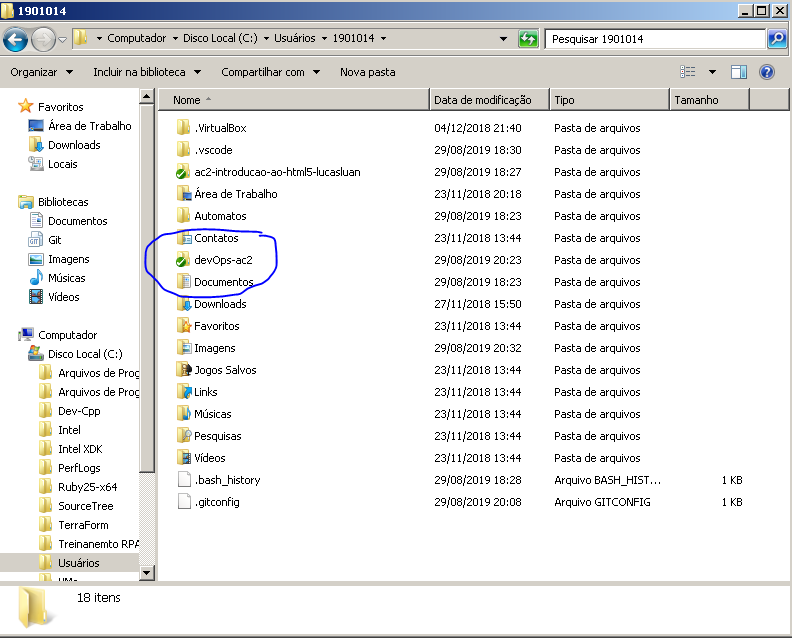 1901014
Computador Disco Local (C:) Usuários 1901014
Pesquisar 1901014
Organizar Incluir na biblioteca Compartilhar com Nova pasta
Favoritos
Área de Trabalho
Downloads
Locais
Bibliotecas
Documentos
Git
Imagens
Músicas
Vídeos
Computador
Disco Local (C:)
Arquivos de Prog
Arquivos de Prog
Dev-Cpp
Intel
Intel XDK
PerfLogs
Ruby25-x64
SourceTree
TerraForm
Treinanemto RPA
Usuários
Nome Data de modificação Tipo Tamanho
.VirtualBox 04/12/2018 21:40 Pasta de arquivos
.vscode 29/08/2019 18:30 Pasta de arquivos
ac2-introducao-ao-html5-lucasluan 29/08/2019 18:27 Pasta de arquivos
Área de Trabalho 23/11/2018 20:18 Pasta de arquivos
Automatos 29/08/2019 18:23 Pasta de arquivos
Contatos 23/11/2018 13:44 Pasta de arquivos
devOps-ac2 29/08/2019 20:23 Pasta de arquivos
Documentos 29/08/2019 18:23 Pasta de arquivos
Downloads 27/11/2018 15:50 Pasta de arquivos
Favoritos 23/11/2018 13:44 Pasta de arquivos
Imagens 29/08/2019 20:32 Pasta de arquivos
Jogos Salvos 23/11/2018 13:44 Pasta de arquivos
Links 23/11/2018 13:44 Pasta de arquivos
Músicas 23/11/2018 13:44 Pasta de arquivos
Pesquisas 23/11/2018 13:44 Pasta de arquivos
Vídeos 23/11/2018 13:44 Pasta de arquivos
.bash_history 29/08/2019 18:28 Arquivo BASH_HIST... 1 KB
.gitconfig 29/08/2019 20:08 Arquivo GITCONFIG 1 KB
18 itens